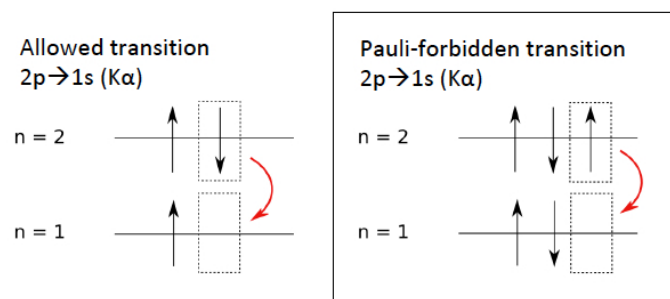 Allowed transition
2p→1s (Kα)
n = 2
n = 1
Pauli-forbidden transition
2p→1s (Kα)
n = 2
n = 1